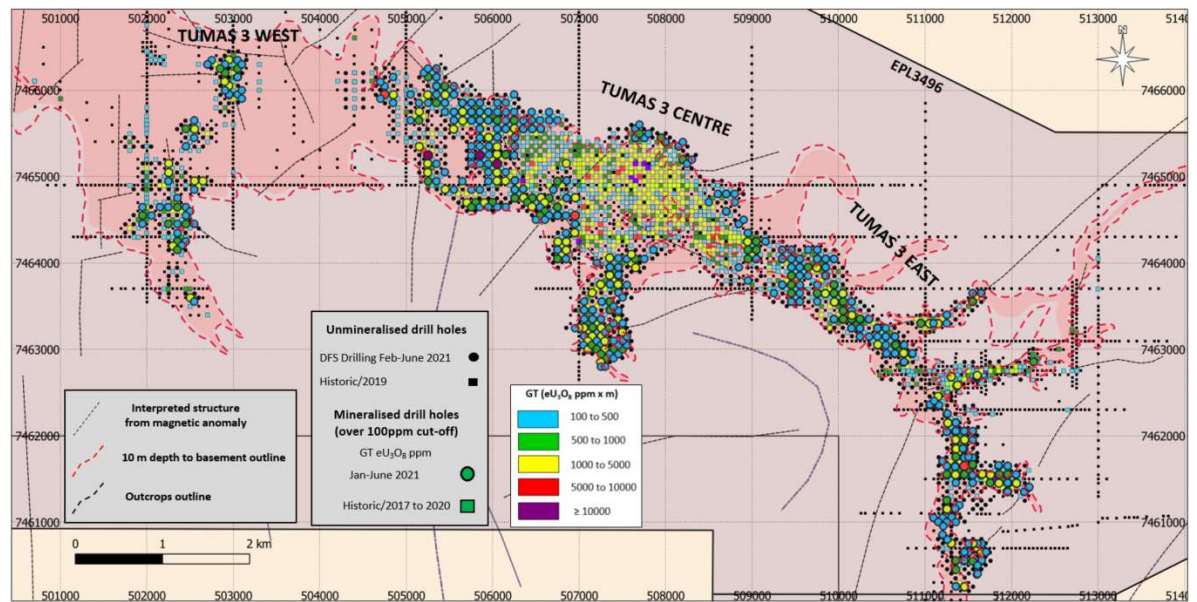 501000 502000 503000 504000 505000 506000 507000 508000 509000 510000 511000 512000 513000 5140
TUMAS 3 WEST
N
EPL3496
7466000 7466000
TUMAS 3 CENTRE
7465000 7465000
TUMAS 3 EAST
7464000 7464000
7463000 7463000
7462000 7462000
7461000 7461000
Interpreted structure
from magnetic anomaly
10 m depth to basement outline
Outcrops outline
Unmineralised drill holes
DFS Drilling Feb-June 2021
Historic/2019
Mineralised drill holes
(over 100ppm cut-off)
GT eU₃O₈ ppm
Jan-June 2021
Historic/2017 to 2020
GT (eU₃O₈ ppm x m)
100 to 500
500 to 1000
1000 to 5000
5000 to 10000
≥ 10000
0 1 2 km
501000 502000 503000 504000 505000 506000 507000 508000 509000 510000 511000 512000 513000 5140